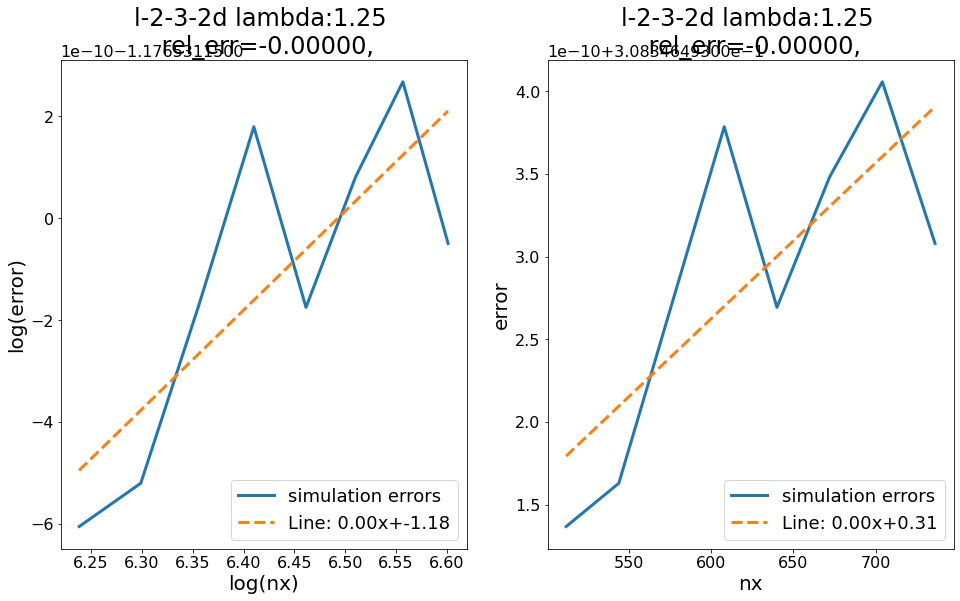 l-2-3-2d lambda:1.25
rel_err=-0.00000,
1e−10−1.1765311500
2
0
−2
−4
−6
log(error)
6.25 6.30 6.35 6.40 6.45 6.50 6.55 6.60
log(nx)
simulation errors
Line: 0.00x+-1.18
l-2-3-2d lambda:1.25
rel_err=-0.00000,
1e−10+3.0834649300e−1
4.0
3.5
3.0
2.5
2.0
1.5
error
550 600 650 700
nx
simulation errors
Line: 0.00x+0.31